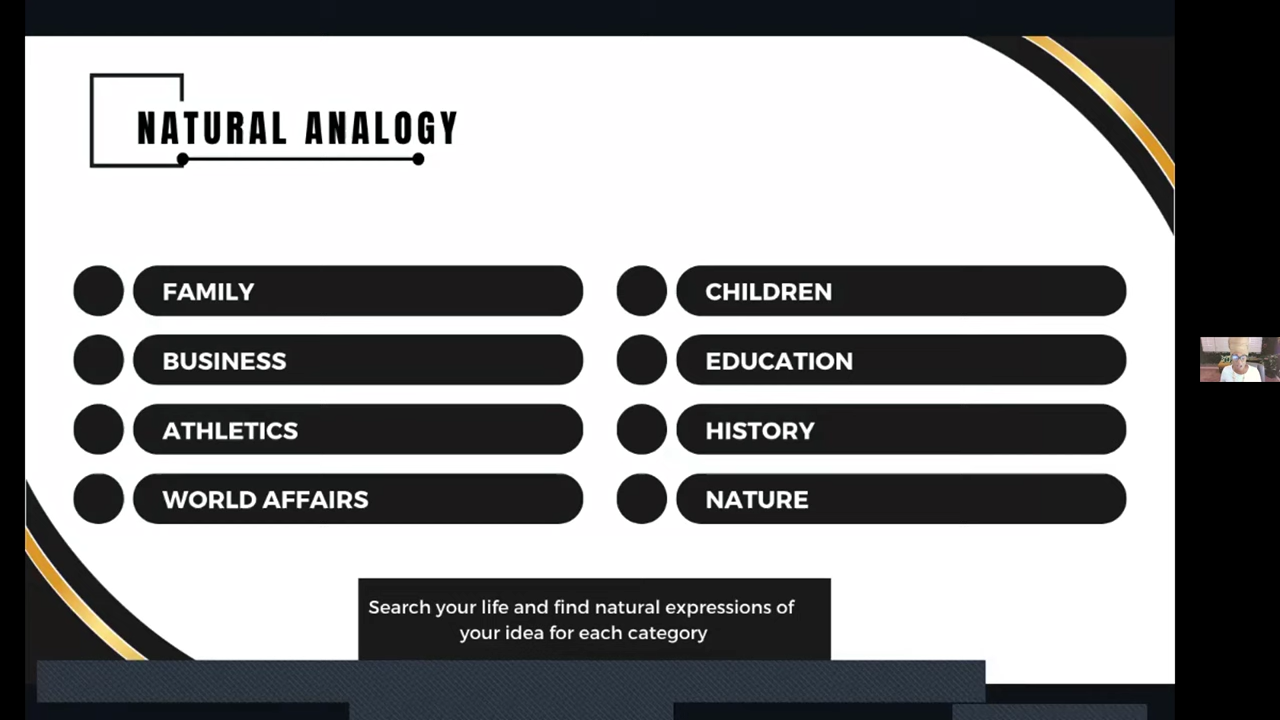 NATURAL ANALOGY
FAMILY
BUSINESS
ATHLETICS
WORLD AFFAIRS
CHILDREN
EDUCATION
HISTORY
NATURE
Search your life and find natural expressions of
your idea for each category